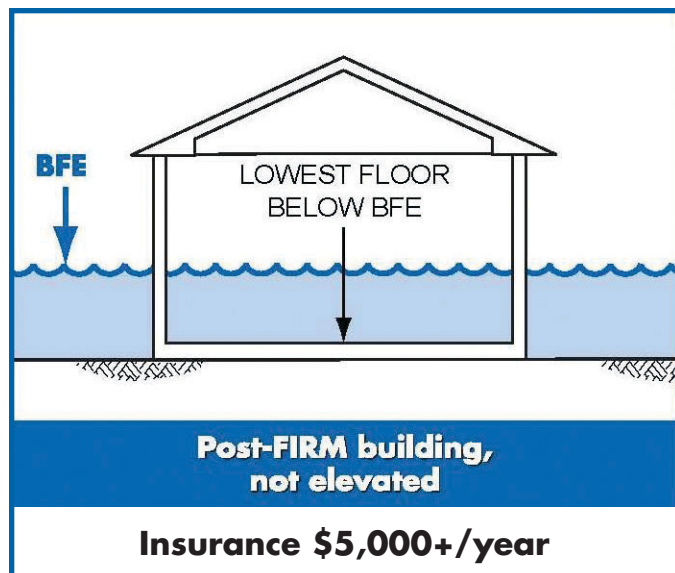 BFE
LOWEST FLOOR
BELOW BFE
Post-FIRM building,
not elevated
Insurance $5,000+/year